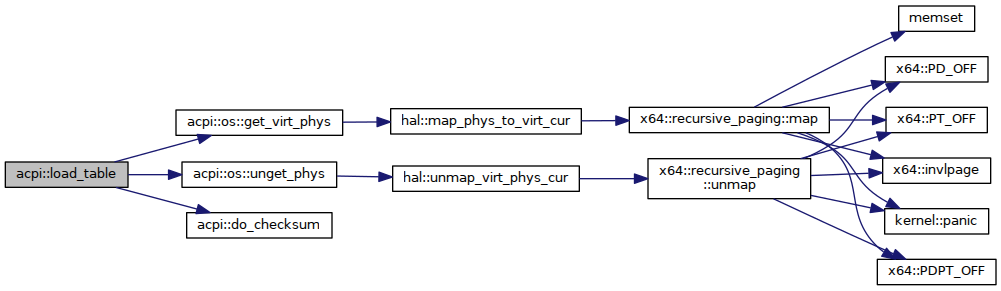 acpi::load_table
acpi::os::get_virt_phys
acpi::os::unget_phys
acpi::do_checksum
hal::map_phys_to_virt_cur
hal::unmap_virt_phys_cur
x64::recursive_paging::map
x64::recursive_paging
::unmap
memset
x64::PD_OFF
x64::PT_OFF
x64::invlpage
kernel::panic
x64::PDPT_OFF